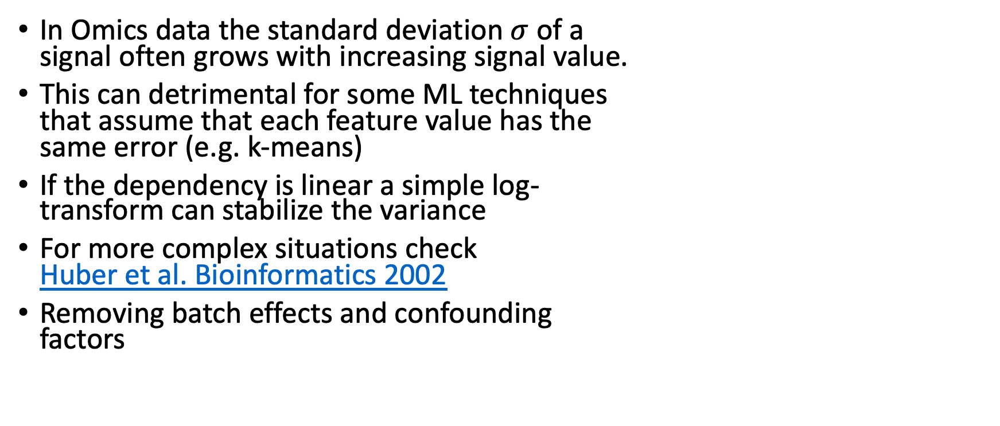 • In Omics data the standard deviation σ of a
signal often grows with increasing signal value.
• This can detrimental for some ML techniques
that assume that each feature value has the
same error (e.g. k-means)
• If the dependency is linear a simple log-
transform can stabilize the variance
• For more complex situations check
Huber et al. Bioinformatics 2002
• Removing batch effects and confounding
factors